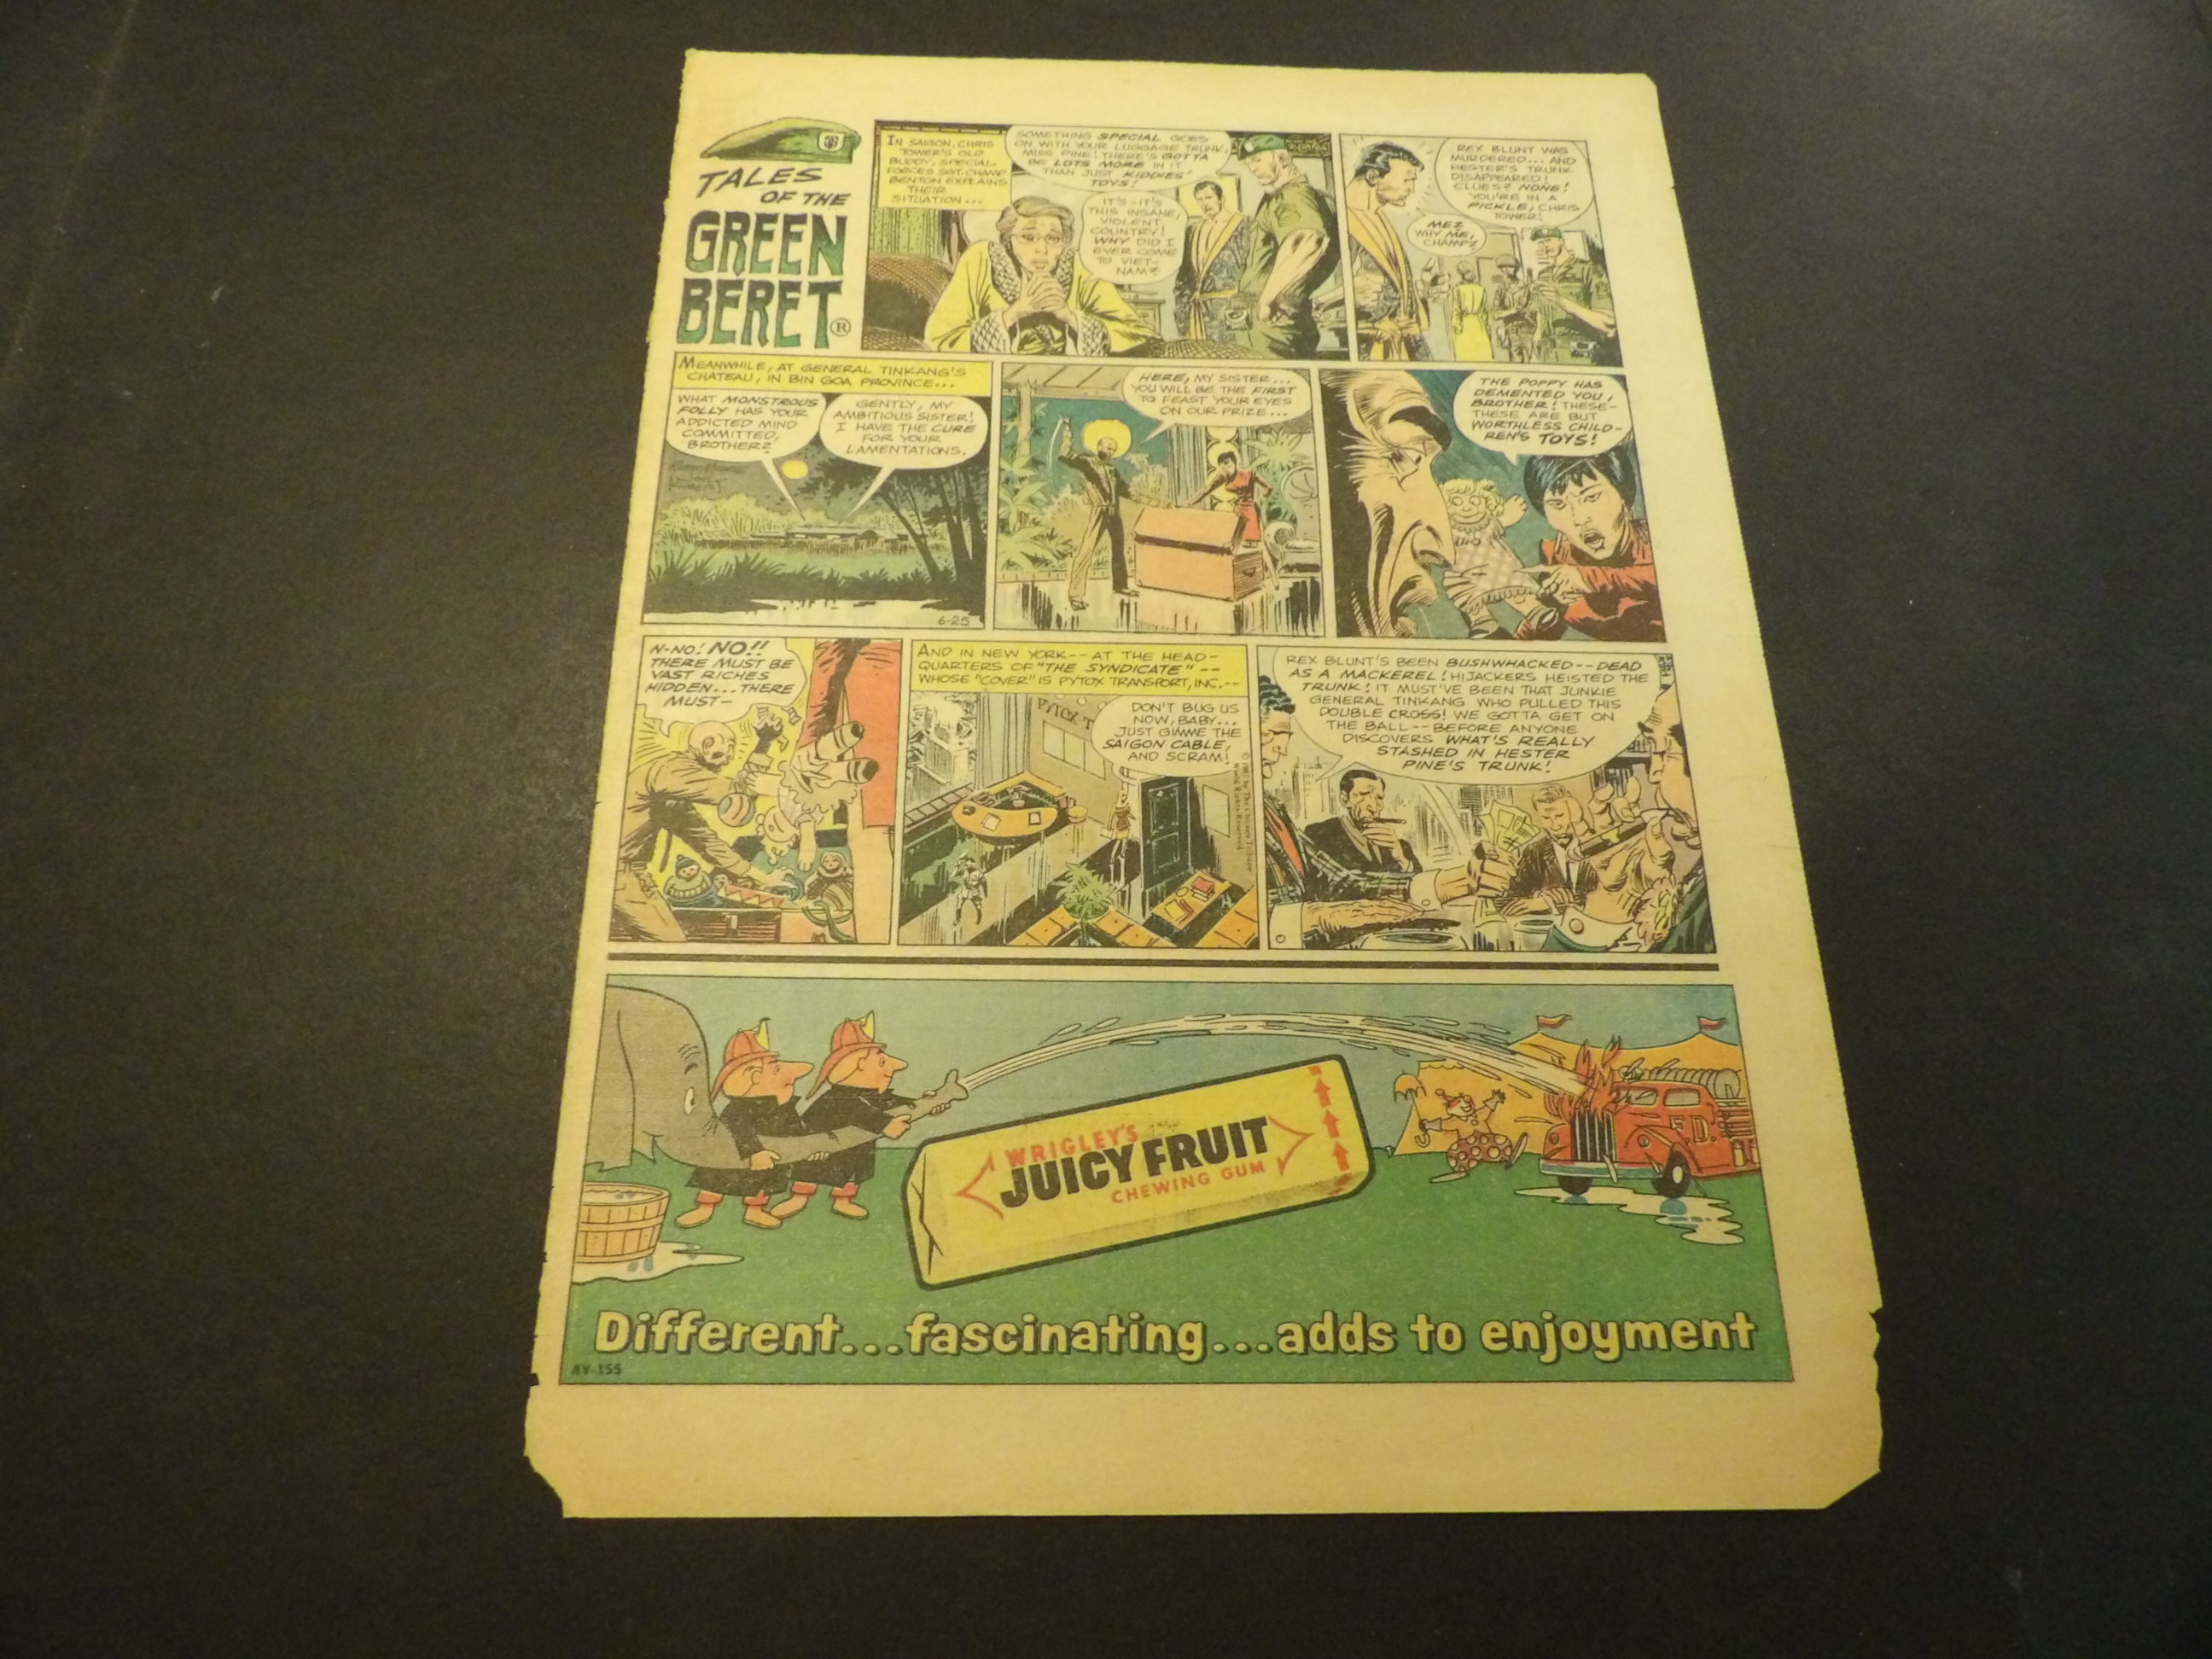 TALES
OF THE
GREEN
BERET®
IN SAIGON, CHRIS
TOWER'S OLD
BUDDY, SPECIAL
FORCES SGT. CHAMP
BENTON EXPLAINS
THEIR
SITUATION...
SOMETHING SPECIAL GOES
ON WITH YOUR LUGGAGE TRUNK,
MISS PINE! THERE'S GOTTA
BE LOTS MORE IN IT
THAN JUST KIDDIES'
TOYS!
IT'S-IT'S
THIS INSANE,
VIOLENT
COUNTRY!
WHY DID I
EVER COME
TO VIET-
NAM?
REX BLUNT WAS
MURDERED... AND
HESTER'S TRUNK
DISAPPEARED!
CLUES? NONE!
YOU'RE IN A
PICKLE, CHRIS
TOWER!
ME?
WHY ME,
CHAMP?
MEANWHILE, AT GENERAL TINKANG'S
CHATEAU, IN BIN GOA PROVINCE...
WHAT MONSTROUS
FOLLY HAS YOUR
ADDICTED MIND
COMMITTED,
BROTHER?
GENTLY, MY
AMBITIOUS SISTER!
I HAVE THE CURE
FOR YOUR
LAMENTATIONS.
6-25
HERE, MY SISTER...
YOU WILL BE THE FIRST
TO FEAST YOUR EYES
ON OUR PRIZE...
THE POPPY HAS
DEMENTED YOU,
BROTHER! THESE-
THESE ARE BUT
WORTHLESS CHILD-
REN'S TOYS!
N-NO! NO!!
THERE MUST BE
VAST RICHES
HIDDEN... THERE
MUST-
AND IN NEW YORK--AT THE HEAD-
QUARTERS OF "THE SYNDICATE"--
WHOSE "COVER" IS PYTOX TRANSPORT, INC.--
PYTOX T
DON'T BUG US
NOW, BABY...
JUST GIMME THE
SAIGON CABLE,
AND SCRAM!
© 1967 by The Chicago Tribune
World Rights Reserved
REX BLUNT'S BEEN BUSHWHACKED--DEAD
AS A MACKEREL! HIJACKERS HEISTED THE
TRUNK! IT MUST'VE BEEN THAT JUNKIE
GENERAL TINKANG WHO PULLED THIS
DOUBLE CROSS! WE GOTTA GET ON
THE BALL--BEFORE ANYONE
DISCOVERS WHAT'S REALLY
STASHED IN HESTER
PINE'S TRUNK!
F.D.
WRIGLEY'S
JUICY FRUIT
CHEWING GUM
Different...fascinating...adds to enjoyment
AY-155